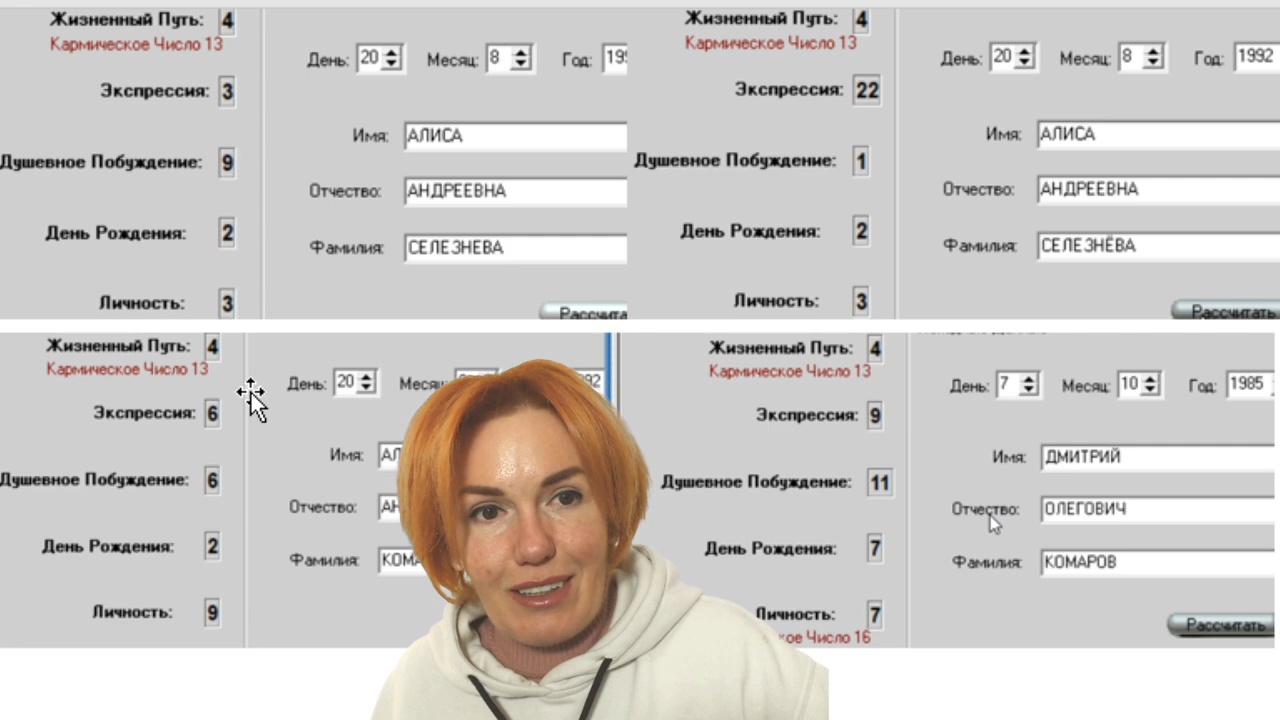 Жизненный Путь: 4
Кармическое Число 13
Экспрессия: 3
Душевное Побуждение: 9
День Рождения: 2
Личность: 3
День: 20 Месяц: 8 Год:
Имя: АЛИСА
Отчество: АНДРЕЕВНА
Фамилия: СЕЛЕЗНЕВА
Жизненный Путь: 4
Кармическое Число 13
Экспрессия: 22
Душевное Побуждение: 1
День Рождения: 2
Личность: 3
День: 20 Месяц: 8 Год: 1992
Имя: АЛИСА
Отчество: АНДРЕЕВНА
Фамилия: СЕЛЕЗНЁВА
Рассчитать
Жизненный Путь: 4
Кармическое Число 13
Экспрессия: 6
Душевное Побуждение: 6
День Рождения: 2
Личность: 9
День: 20
Имя:
Отчество:
Фамилия:
Жизненный Путь: 4
Кармическое Число 13
Экспрессия: 9
Душевное Побуждение: 11
День Рождения: 7
Личность: 7
Число 16
День: 7 Месяц: 10 Год: 1985
Имя: ДМИТРИЙ
Отчество: ОЛЕГОВИЧ
Фамилия: КОМАРОВ
Рассчитать